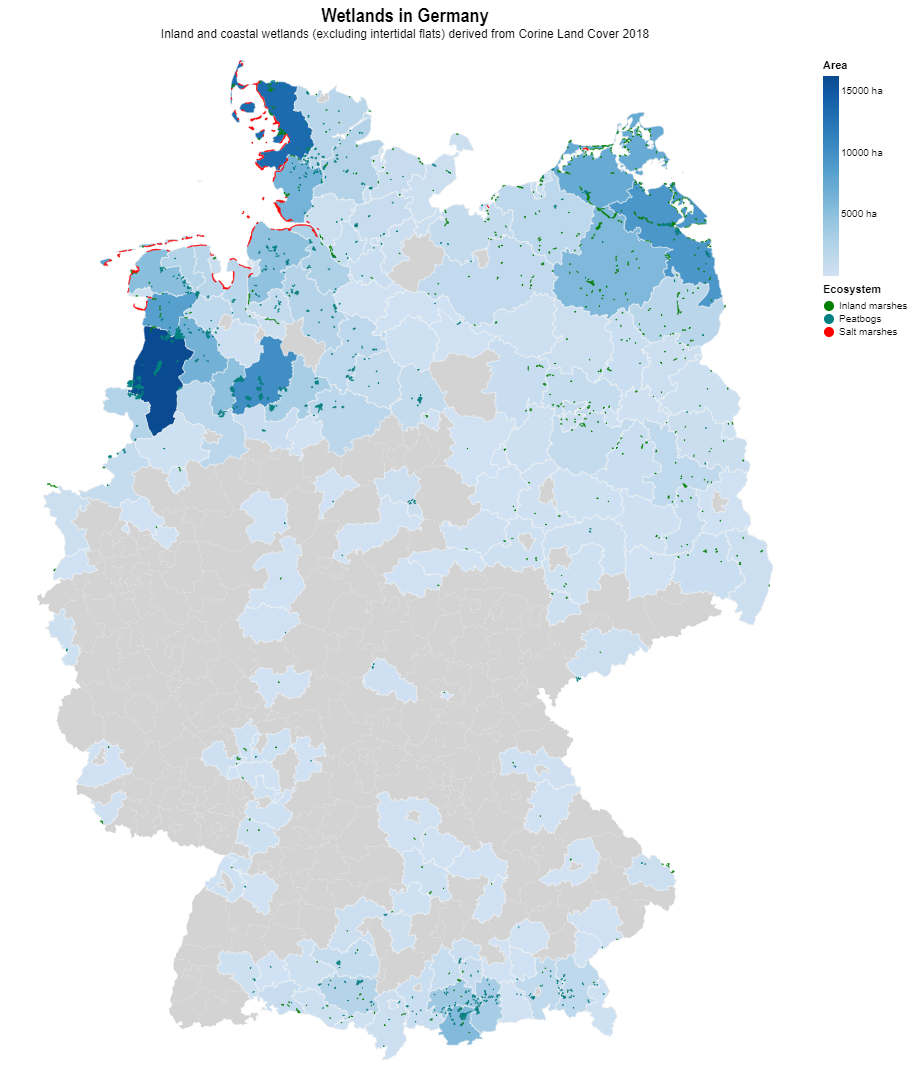 Wetlands in Germany
Inland and coastal wetlands (excluding intertidal flats) derived from Corine Land Cover 2018
Area
15000 ha
10000 ha
5000 ha
Ecosystem
Inland marshes
Peatbogs
Salt marshes